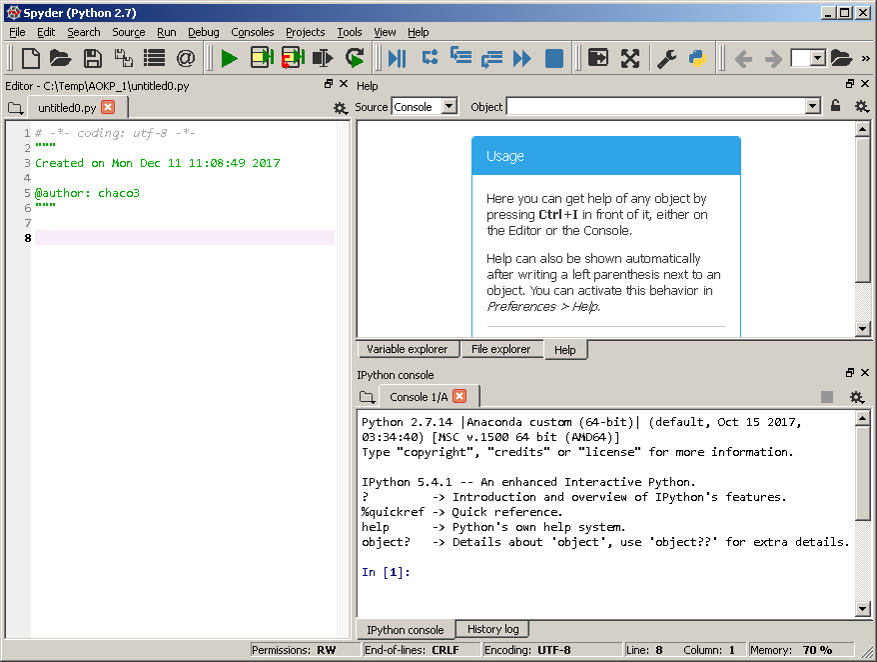 Spyder (Python 2.7)
File Edit Search Source Run Debug Consoles Projects Tools View Help
Editor - C:\Temp\AOKP_1\untitled0.py
untitled0.py
1 # -*- coding: utf-8 -*-
2 """
3 Created on Mon Dec 11 11:08:49 2017
4
5 @author: chaco3
6 """
7
8
Help
Source Console Object
Usage
Here you can get help of any object by
pressing Ctrl+I in front of it, either on
the Editor or the Console.
Help can also be shown automatically
after writing a left parenthesis next to an
object. You can activate this behavior in
Preferences > Help.
Variable explorer File explorer Help
IPython console
Console 1/A
Python 2.7.14 |Anaconda custom (64-bit)| (default, Oct 15 2017,
03:34:40) [MSC v.1500 64 bit (AMD64)]
Type "copyright", "credits" or "license" for more information.
IPython 5.4.1 -- An enhanced Interactive Python.
? -> Introduction and overview of IPython's features.
%quickref -> Quick reference.
help -> Python's own help system.
object? -> Details about 'object', use 'object??' for extra details.
In [1]:
IPython console History log
Permissions: RW End-of-lines: CRLF Encoding: UTF-8 Line: 8 Column: 1 Memory: 70 %